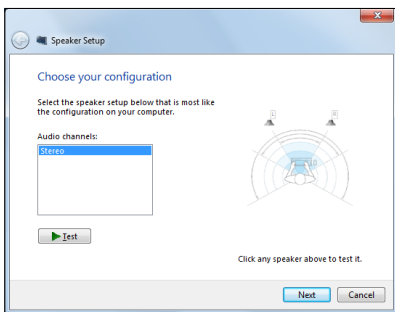 Speaker Setup
Choose your configuration
Select the speaker setup below that is most like
the configuration on your computer.
Audio channels:
Stereo
L
R
Test
Click any speaker above to test it.
Next
Cancel